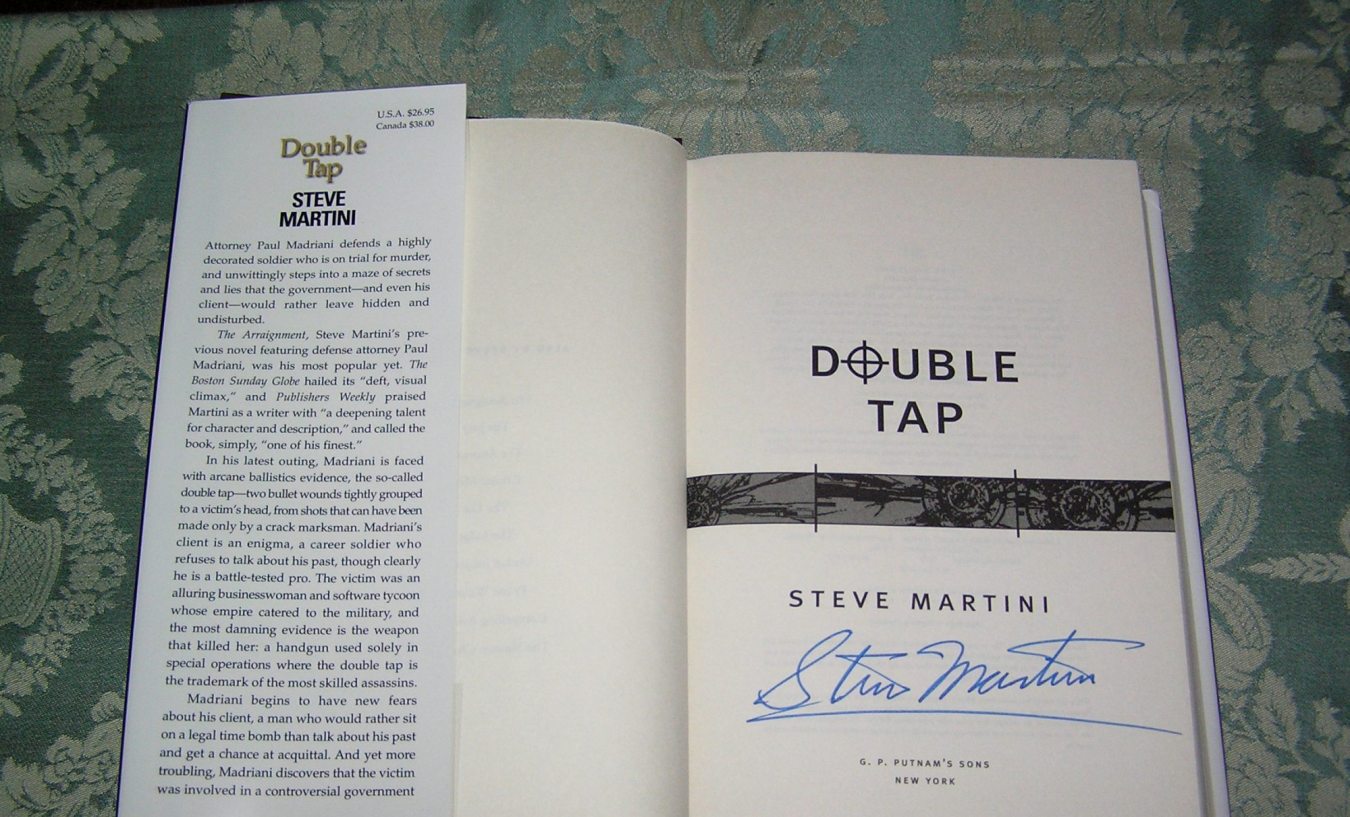 U.S.A. $26.95
Canada $38.00
Double
Tap
STEVE
MARTINI
Attorney Paul Madriani defends a highly
decorated soldier who is on trial for murder,
and unwittingly steps into a maze of secrets
and lies that the government—and even his
client—would rather leave hidden and
undisturbed.
The Arraignment, Steve Martini's pre-
vious novel featuring defense attorney Paul
Madriani, was his most popular yet. The
Boston Sunday Globe hailed its "deft, visual
climax," and Publishers Weekly praised
Martini as a writer with "a deepening talent
for character and description," and called the
book, simply, "one of his finest."
In his latest outing, Madriani is faced
with arcane ballistics evidence, the so-called
double tap—two bullet wounds tightly grouped
to a victim's head, from shots that can have been
made only by a crack marksman. Madriani's
client is an enigma, a career soldier who
refuses to talk about his past, though clearly
he is a battle-tested pro. The victim was an
alluring businesswoman and software tycoon
whose empire catered to the military, and
the most damning evidence is the weapon
that killed her: a handgun used solely in
special operations where the double tap is
the trademark of the most skilled assassins.
Madriani begins to have new fears
about his client, a man who would rather sit
on a legal time bomb than talk about his past
and get a chance at acquittal. And yet more
troubling, Madriani discovers that the victim
was involved in a controversial government
DOUBLE
TAP
STEVE MARTINI
Steve Martini
G. P. PUTNAM'S SONS
NEW YORK